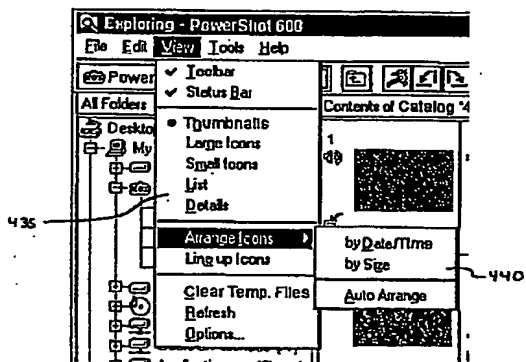 Exploring - PowerShot 600
File Edit View Tools Help
Power
Toolbar
Status Bar
All Folders
Contents of Catalog "4
Deskto
My
Thumbnails
Large Icons
Small Icons
List
Details
1
435
Arrange Icons
Line up Icons
by Date/Time
by Size
440
Auto Arrange
Clear Temp. Files
Refresh
Options...